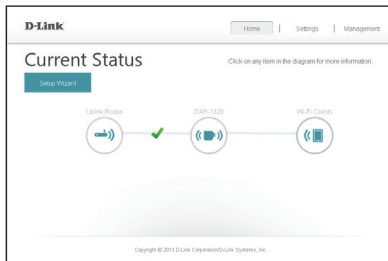 D-Link
Home | Settings | Management
Current Status
Click on any item in the diagram for more information.
Setup Wizard
Uplink Router
DAP-1320
Wi-Fi Clients
Copyright © 2013 D-Link Corporation/D-Link Systems, Inc.